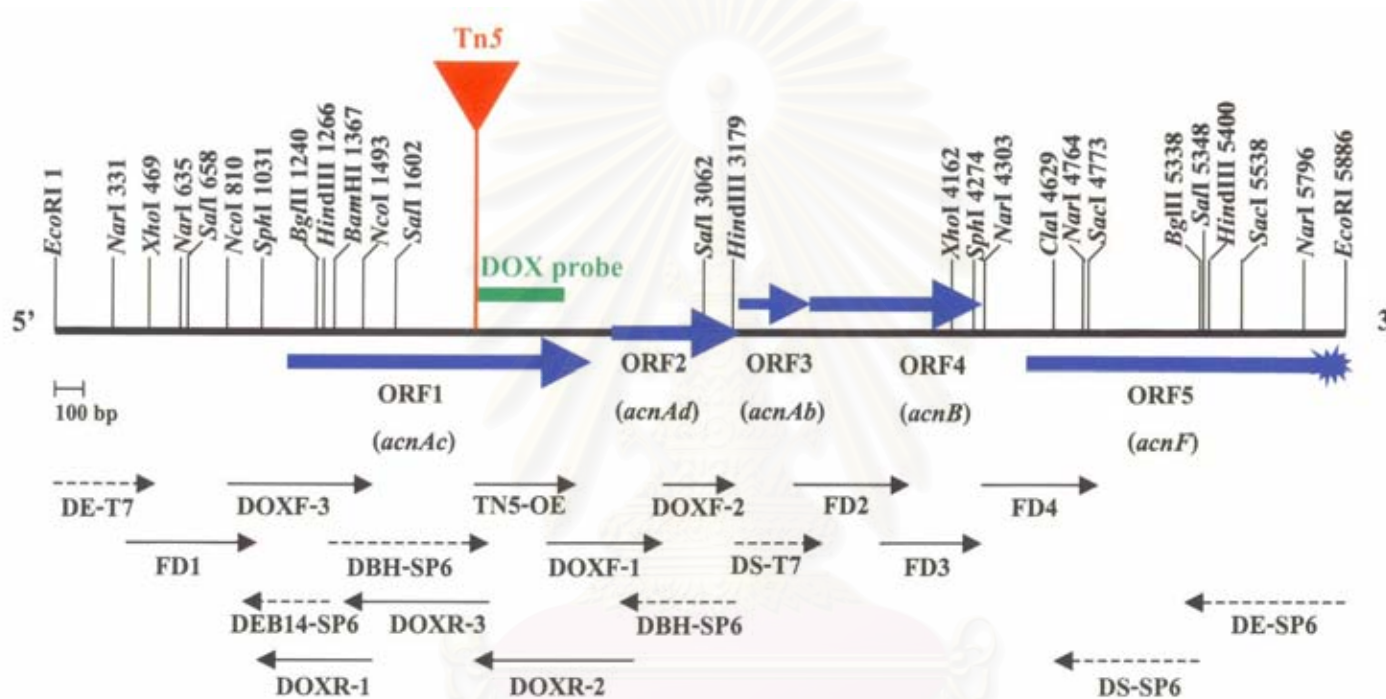 Tn5
EcoRI 1
NarI 331
XhoI 469
NarI 635
SalI 658
NcoI 810
SphI 1031
BglII 1240
HindIII 1266
BamHI 1367
NcoI 1493
SalI 1602
SalI 3062
HindIII 3179
XhoI 4162
SphI 4274
NarI 4303
ClaI 4629
NarI 4764
SacI 4773
BglII 5338
SalI 5348
HindIII 5400
SacI 5538
NarI 5796
EcoRI 5886
DOX probe
5’
3
ORF1
ORF2
ORF3
ORF4
ORF5
100 bp
(acnAc)
(acnAd)
(acnAb)
(acnB)
(acnF)
DE-T7
DOXF-3
TN5-OE
DOXF-2
FD2
FD4
FD1
DBH-SP6
DOXF-1
DS-T7
FD3
DEB14-SP6
DOXR-3
DBH-SP6
DE-SP6
DOXR-1
DOXR-2
DS-SP6